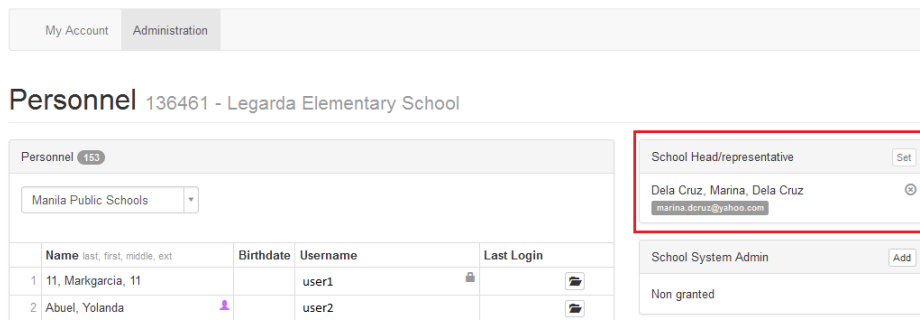 My Account Administration
Personnel 136461 - Legarda Elementary School
Personnel 153
Manila Public Schools
Name last, first, middle, ext Birthdate Username Last Login
1 11, Markgarcia, 11 user1
2 Abuel, Yolanda user2
School Head/representative Set
Dela Cruz, Marina, Dela Cruz
marina.dcruz@yahoo.com
School System Admin Add
Non granted